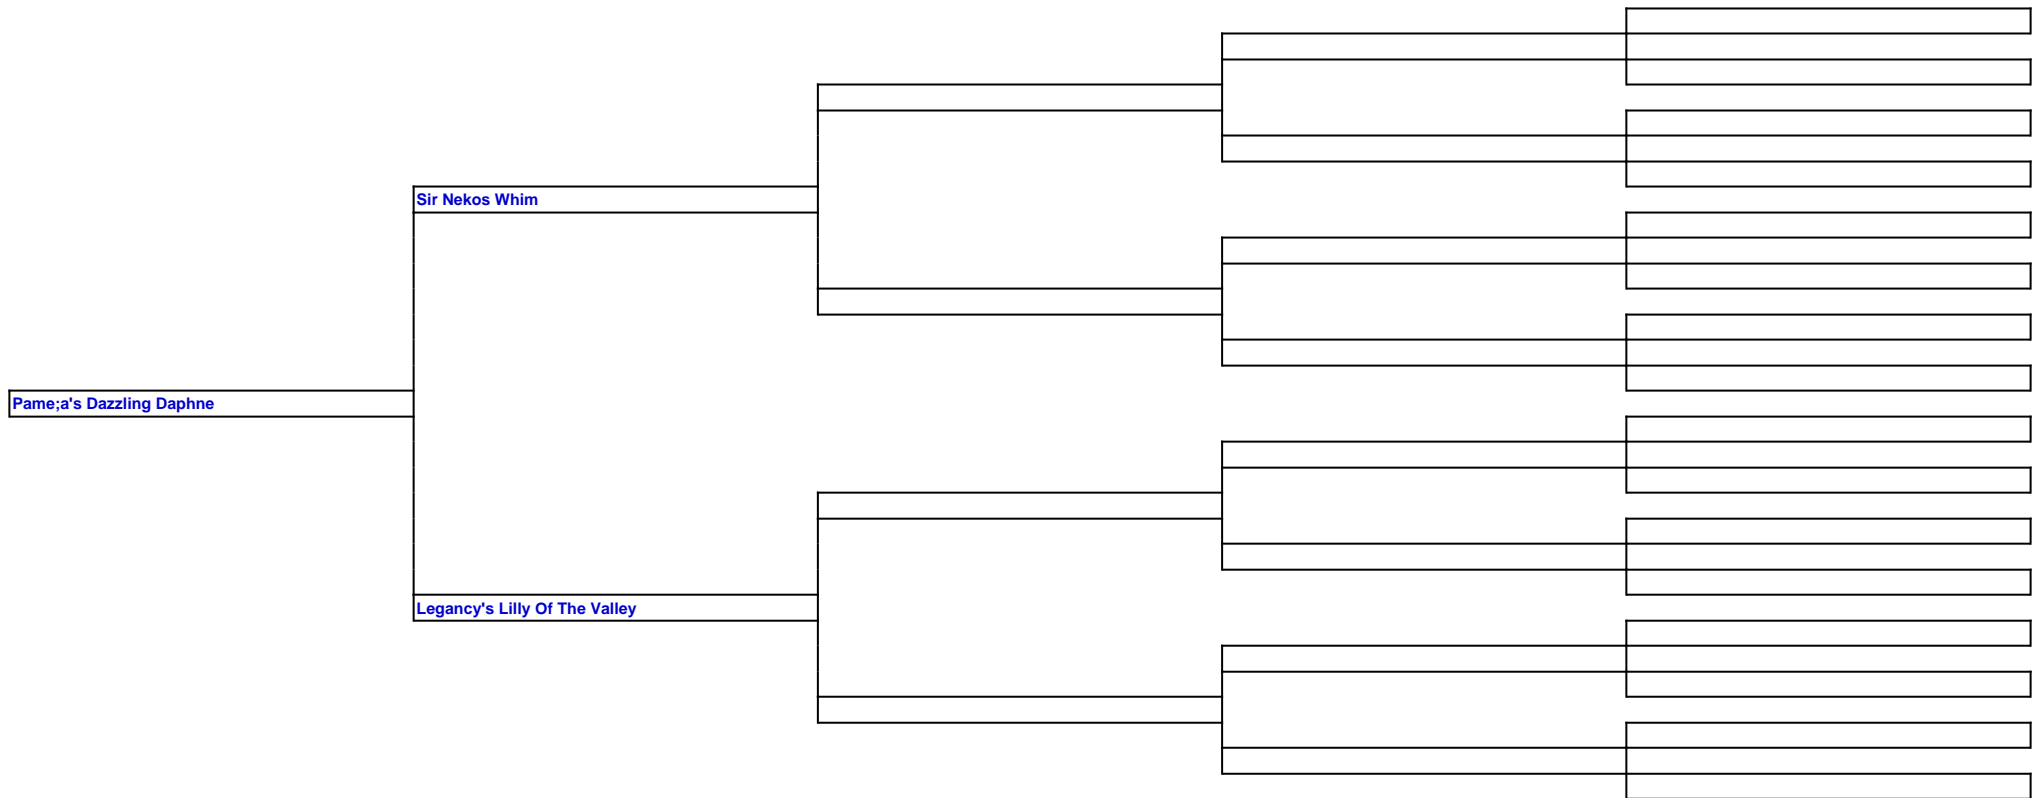 Sir Nekos Whim
Pame;a's Dazzling Daphne
Legancy's Lilly Of The Valley